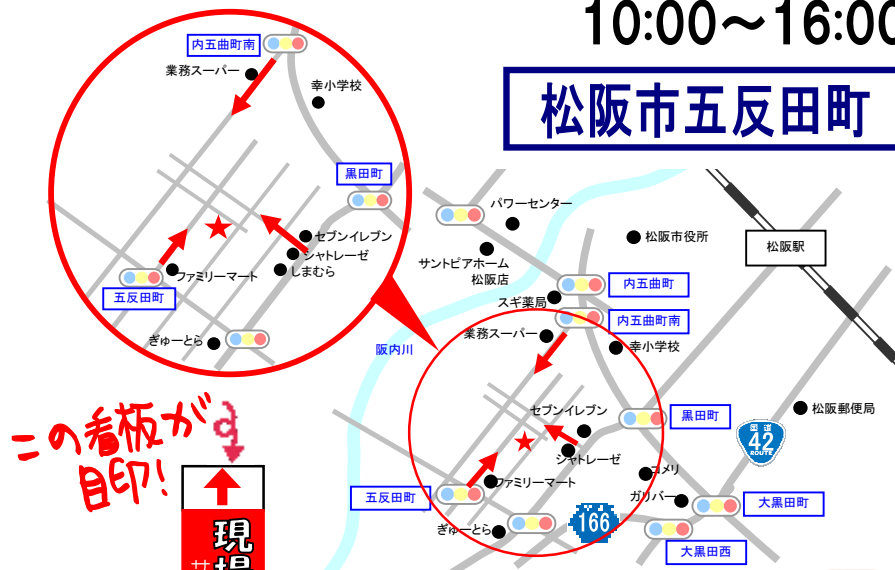 10:00～16:00
松阪市五反田町
内五曲町南
業務スーパー
幸小学校
黒田町
セブンイレブン
シャトレーゼ
しまむら
ファミリーマート
五反田町
ぎゅーとら
パワーセンター
松阪市役所
松阪駅
サントピアホーム
松阪店
内五曲町
スギ薬局
内五曲町南
業務スーパー
幸小学校
阪内川
セブンイレブン
黒田町
松阪郵便局
国道
42
ROUTE
シャトレーゼ
コメリ
ファミリーマート
五反田町
ガリバー
大黒田町
166
ぎゅーとら
大黒田西
この看板が
目印!
現場
サ